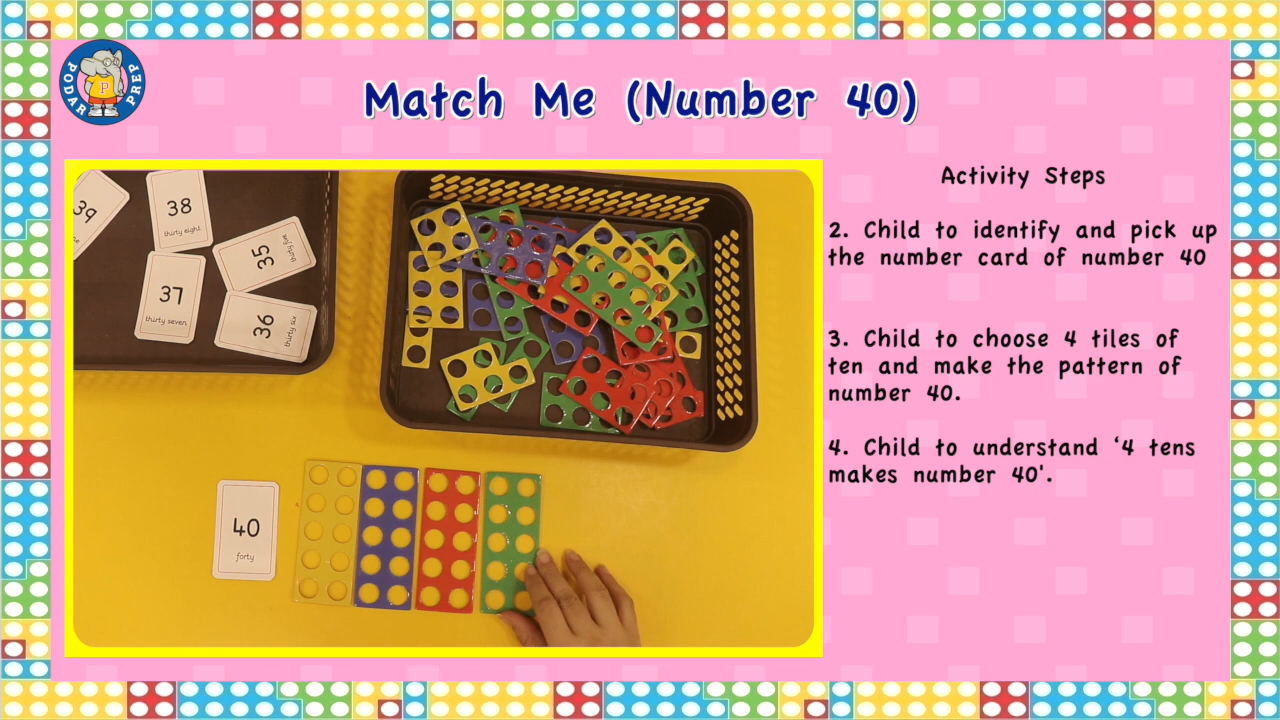 PODAR PREP
P
Match Me (Number 40)
Activity Steps
2. Child to identify and pick up
the number card of number 40
3. Child to choose 4 tiles of
ten and make the pattern of
number 40.
4. Child to understand ‘4 tens
makes number 40'.
39
38
thirty eight
35
thirty five
37
thirty seven
36
thirty six
40
forty